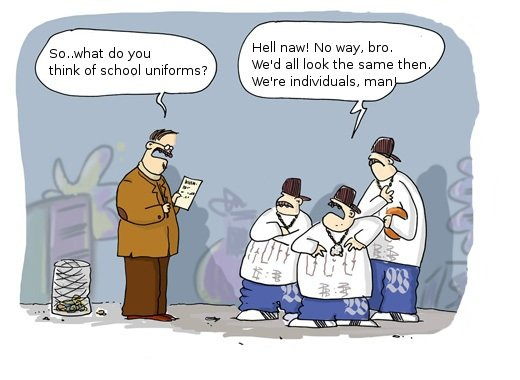 So..what do you
think of school uniforms?
Hell naw! No way, bro.
We'd all look the same then.
We're individuals, man!